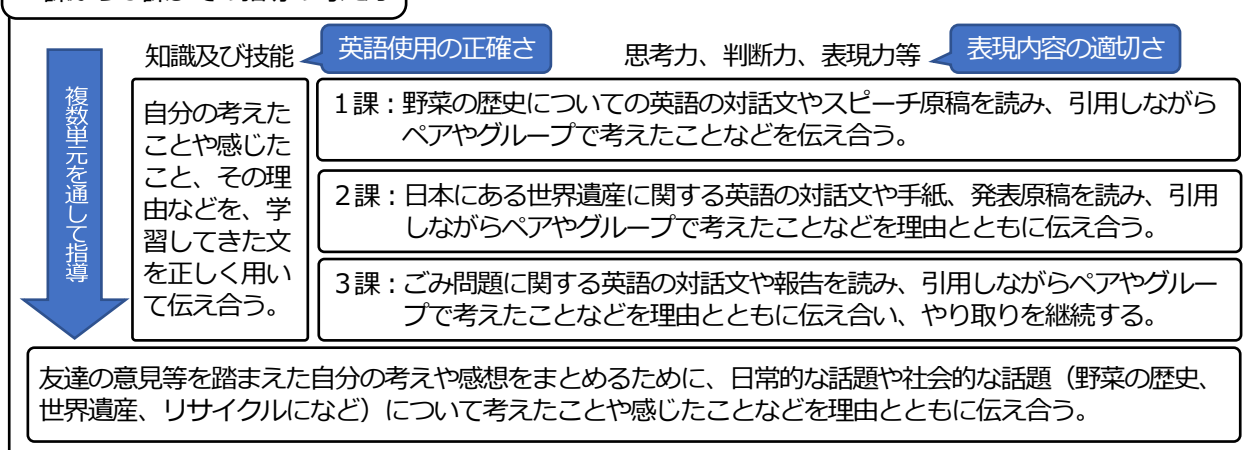 複数単元を通して指導
知識及び技能
英語使用の正確さ
思考力、判断力、表現力等
表現内容の適切さ
自分の考えた
ことや感じた
こと、その理
由などを、学
習してきた文
を正しく用い
て伝え合う。
1課：野菜の歴史についての英語の対話文やスピーチ原稿を読み、引用しながら
ペアやグループで考えたことなどを伝え合う。
2課：日本にある世界遺産に関する英語の対話文や手紙、発表原稿を読み、引用
しながらペアやグループで考えたことなどを理由とともに伝え合う。
3課：ごみ問題に関する英語の対話文や報告を読み、引用しながらペアやグルー
プで考えたことなどを理由とともに伝え合い、やり取りを継続する。
友達の意見等を踏まえた自分の考えや感想をまとめるために、日常的な話題や社会的な話題（野菜の歴史、
世界遺産、リサイクルになど）について考えたことや感じたことなどを理由とともに伝え合う。